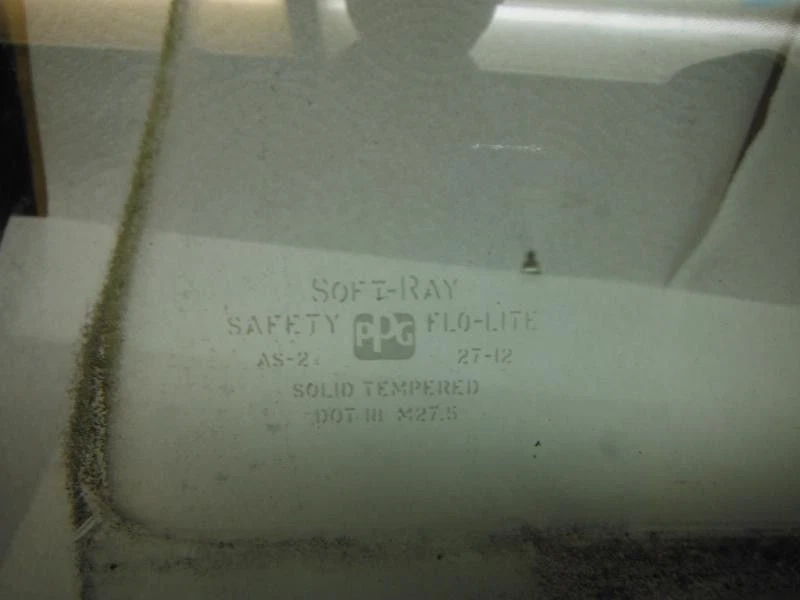 SOFT-RAY
SAFETY PPG FLO-LITE
AS-2 27-12
SOLID TEMPERED
DOT-18 M27.5